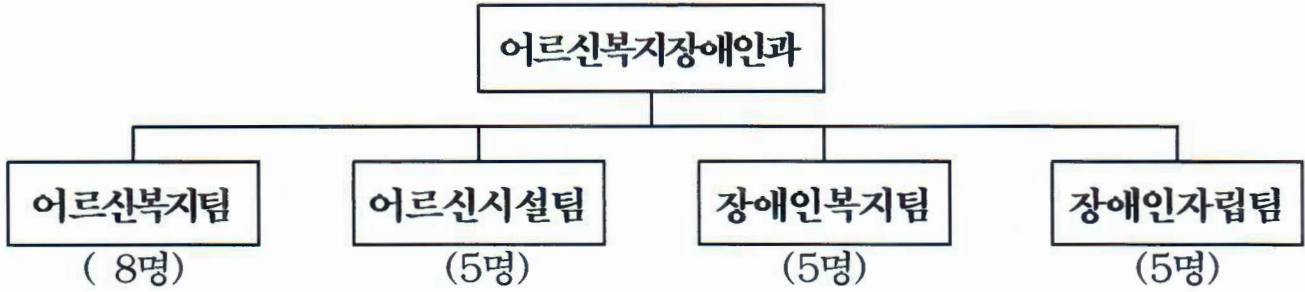 어르신복지장애인과
어르신복지팀 어르신시설팀 장애인복지팀 장애인자립팀
( 8명) (5명) (5명) (5명)